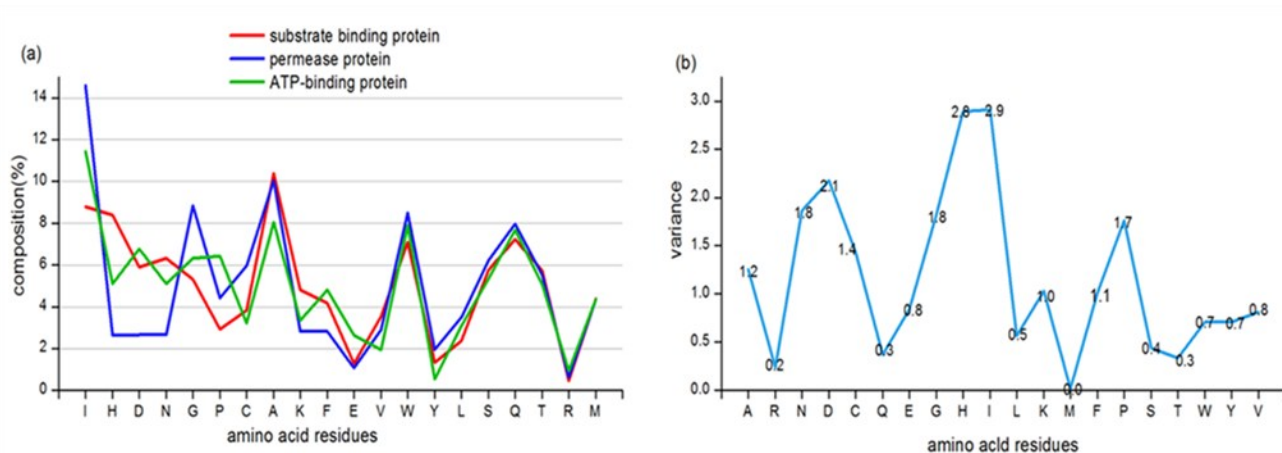 (a)
substrate binding protein
permease protein
ATP-binding protein
composition(%)
14
12
10
8
6
4
2
0
I H D N G P C A K F E V W Y L S Q T R M
amino acid residues
(b)
variance
3.0
2.5
2.0
1.5
1.0
0.5
0.0
1.2 0.2 1.8 2.1 1.4 0.3 0.8 1.8 2.8 2.9 0.5 1.0 0.0 1.1 1.7 0.4 0.3 0.7 0.7 0.8
A R N D C Q E G H I L K M F P S T W Y V
amino acld residues